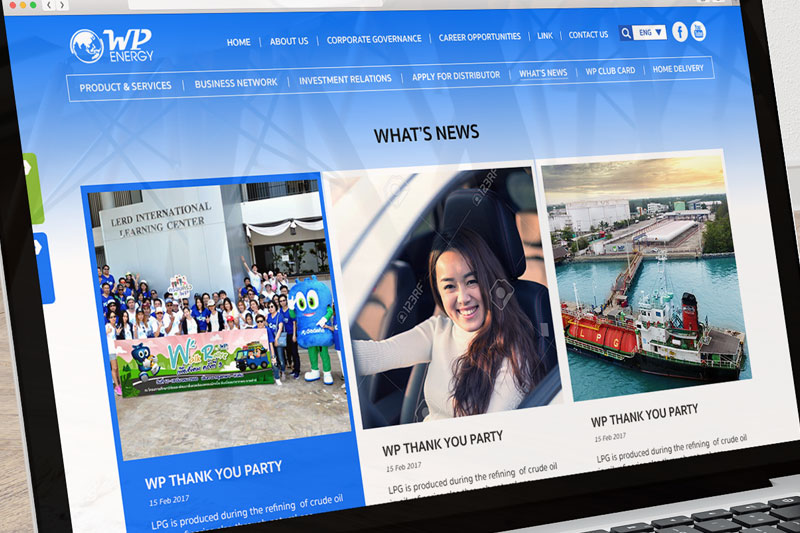 WP
ENERGY
HOME | ABOUT US | CORPORATE GOVERNANCE | CAREER OPPORTUNITIES | LINK | CONTACT US
ENG
f
You
PRODUCT & SERVICES | BUSINESS NETWORK | INVESTMENT RELATIONS | APPLY FOR DISTRIBUTOR | WHAT'S NEWS | WP CLUB CARD | HOME DELIVERY
WHAT'S NEWS
LERD INTERNATIONAL
LEARNING CENTER
123RF
123RF
LPG
WP THANK YOU PARTY
15 Feb 2017
LPG is produced during the refining of crude oil
WP THANK YOU PARTY
15 Feb 2017
LPG is produced during the refining of crude oil
WP THANK YOU PARTY
15 Feb 2017
LPG is produced during the refining of crude oil